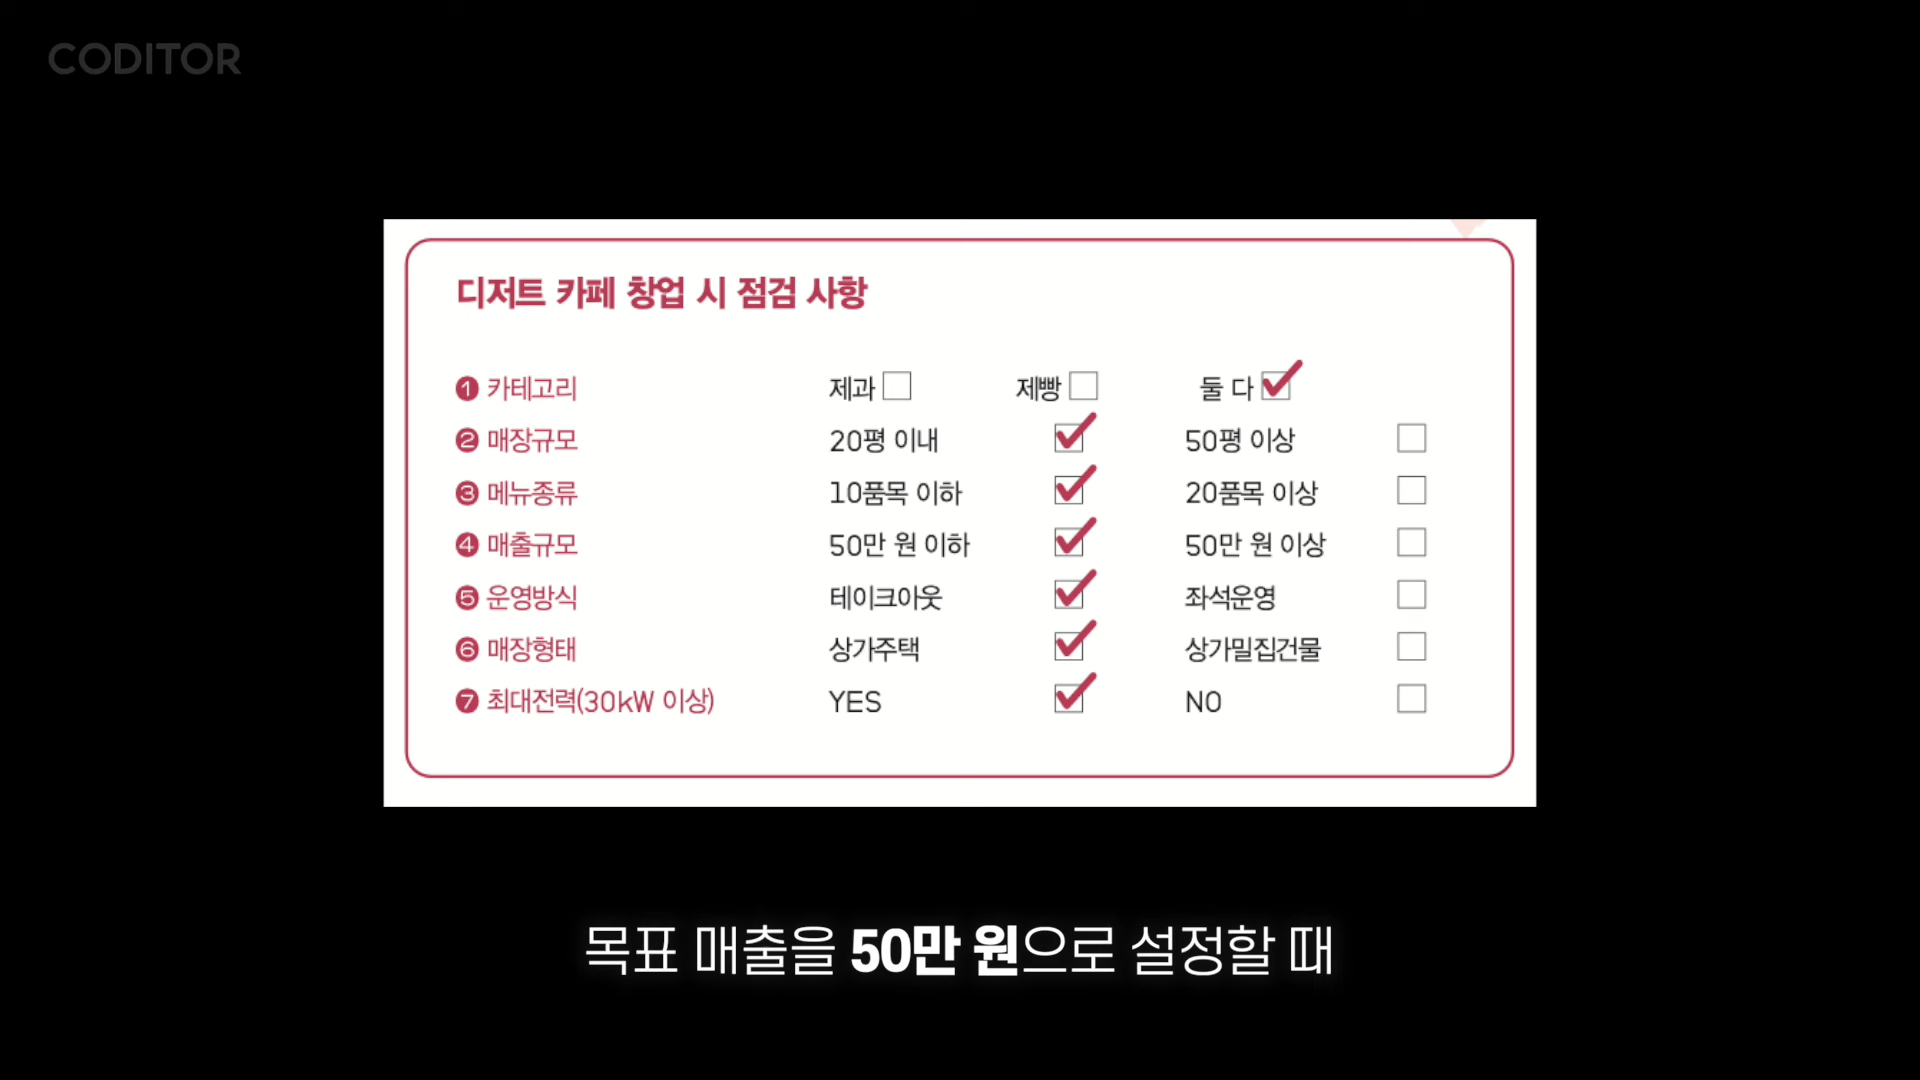 CODITOR
디저트 카페 창업 시 점검 사항
❶ 카테고리 제과 제빵 둘 다
❷ 매장규모 20평 이내 50평 이상
❸ 메뉴종류 10품목 이하 20품목 이상
❹ 매출규모 50만 원 이하 50만 원 이상
❺ 운영방식 테이크아웃 좌석운영
❻ 매장형태 상가주택 상가밀집건물
❼ 최대전력(30kW 이상) YES NO
목표 매출을 50만 원으로 설정할 때